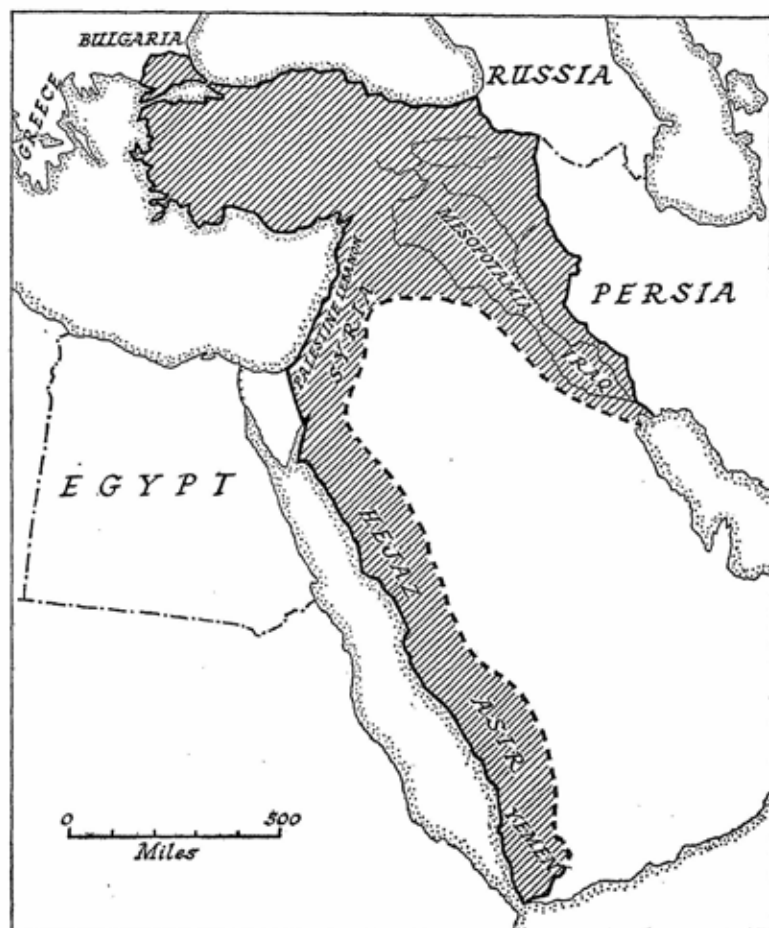 BULGARIA
RUSSIA
GREECE
MESOPOTAMIA
PERSIA
PALESTINE LEBANON
SYRIA
IRAQ
EGYPT
HEJAZ
ASIR
YEMEN
0 500
Miles